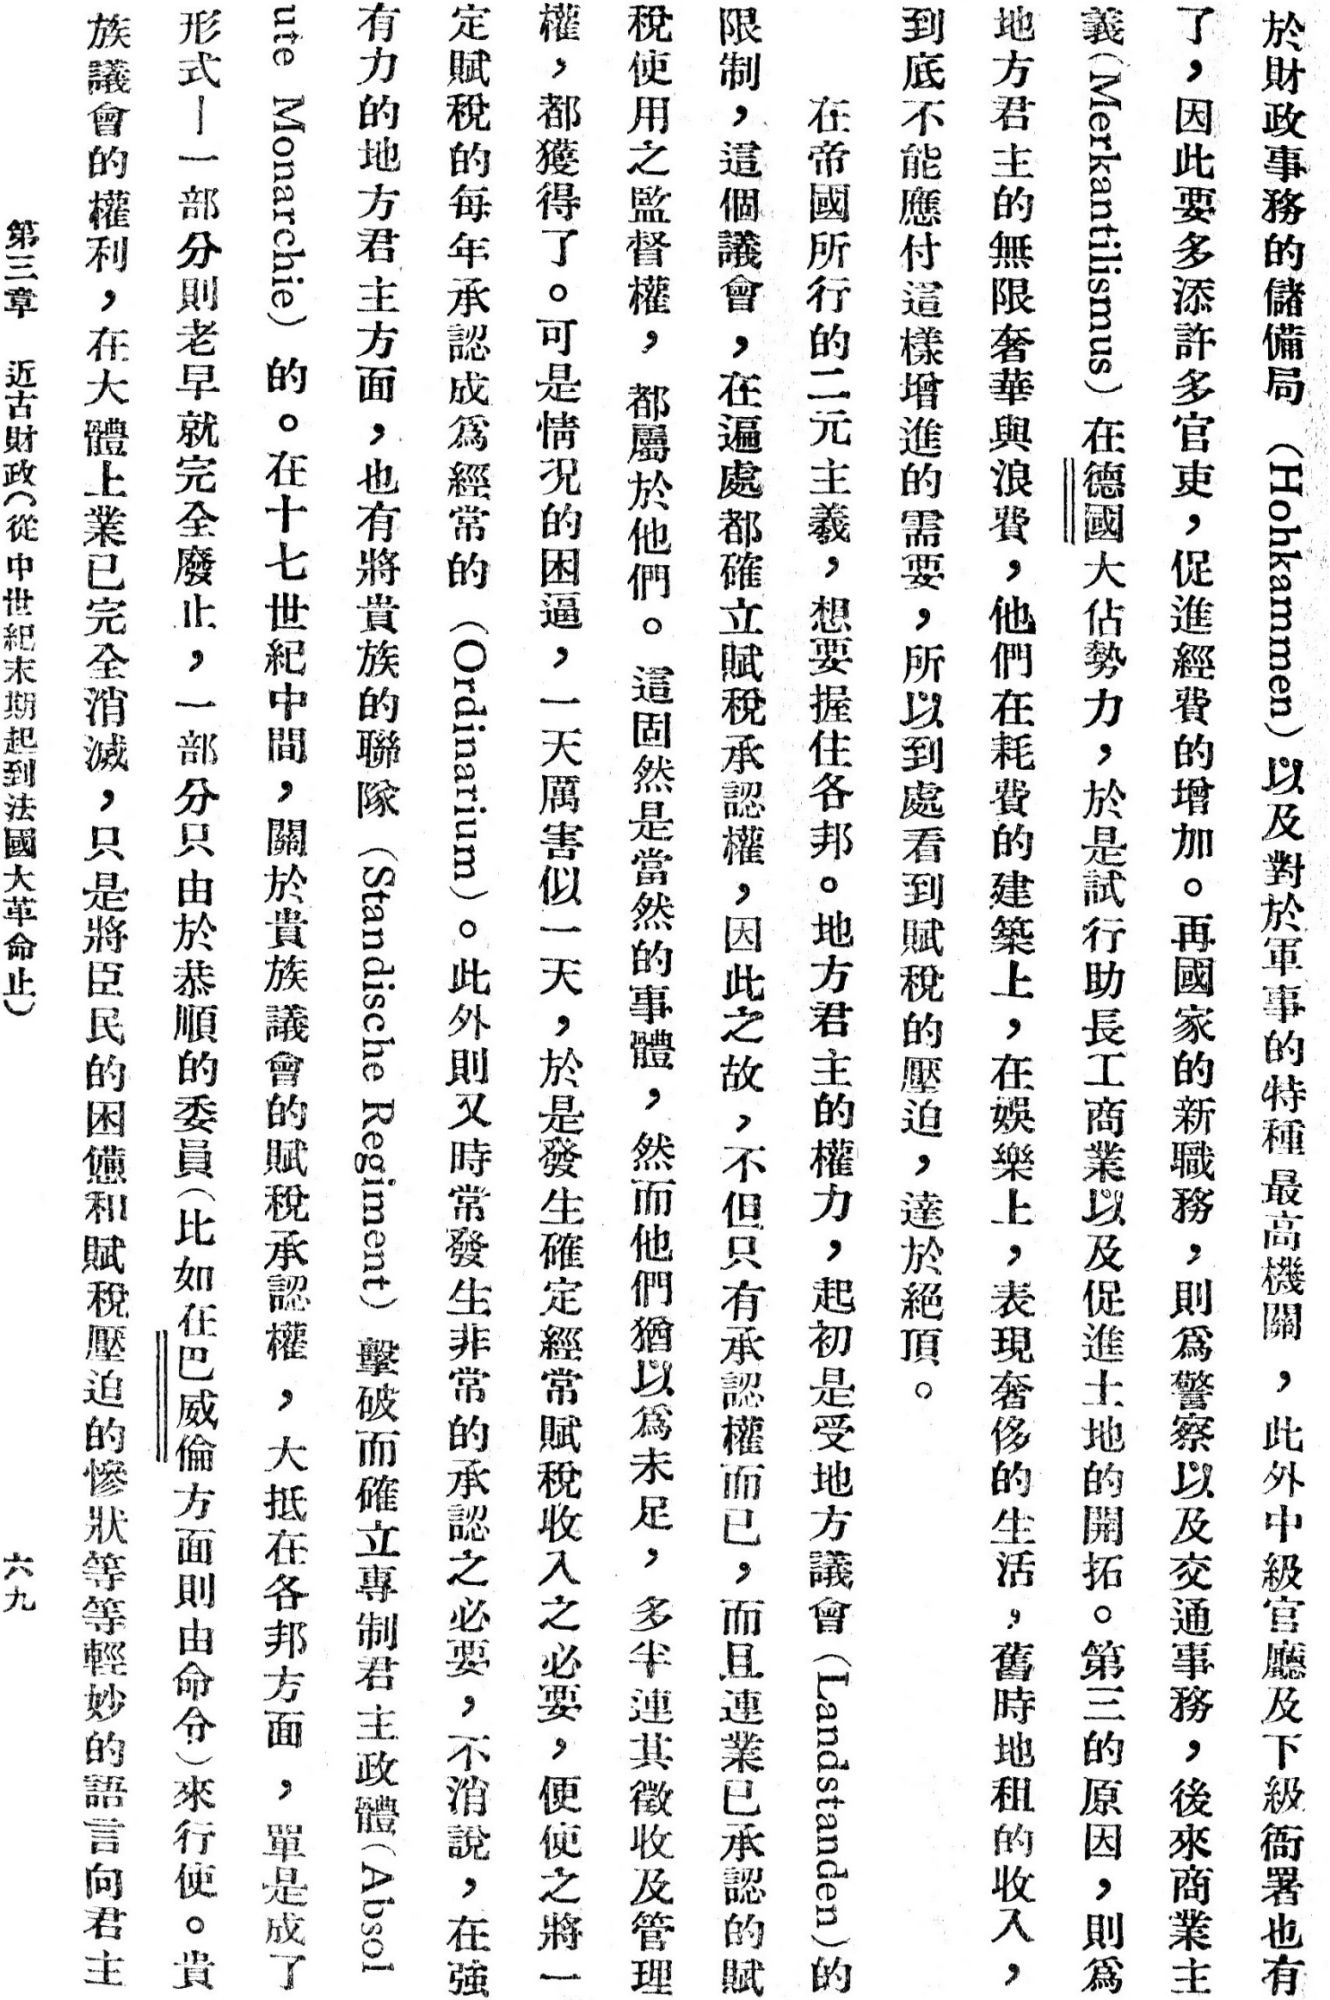 於財政事務的儲備局（Hohkammen）以及對於軍事的特種最高機關，此外中級官廳及下級衙署也有
了，因此要多添許多官吏，促進經費的增加。再國家的新職務，則爲警察以及交通事務，後來商業主
義（Merkantilismus）在德國大佔勢力，於是試行助長工商業以及促進土地的開拓。第三的原因，則爲
地方君主的無限奢華與浪費，他們在耗費的建築上，在娛樂上，表現奢侈的生活，舊時地租的收入，
到底不能應付這樣增進的需要，所以到處看到賦稅的壓迫，達於絕頂。
在帝國所行的二元主義，想要握住各邦。地方君主的權力，起初是受地方議會（Landstanden）的
限制，這個議會，在遍處都確立賦稅承認權，因此之故，不但只有承認權而已，而且連業已承認的賦
稅使用之監督權，都屬於他們。這固然是當然的事體，然而他們猶以爲未足，多半連其徵收及管理
權，都獲得了。可是情況的困逼，一天厲害似一天，於是發生確定經常賦稅收入之必要，便使之將一
定賦稅的每年承認成爲經常的（Ordinarium）。此外則又時常發生非常的承認之必要，不消說，在強
有力的地方君主方面，也有將貴族的聯隊（Standische Regiment）擊破而確立專制君主政體（Absol
ute Monarchie）的。在十七世紀中間，關於貴族議會的賦稅承認權，大抵在各邦方面，單是成了
形式—一部分則老早就完全廢止，一部分只由於恭順的委員（比如在巴威倫方面則由命令）來行使。貴
族議會的權利，在大體上業已完全消滅，只是將臣民的困憊和賦稅壓迫的慘狀等等輕妙的語言向君主
第三章　近古財政（從中世紀末期起到法國大革命止）　六九